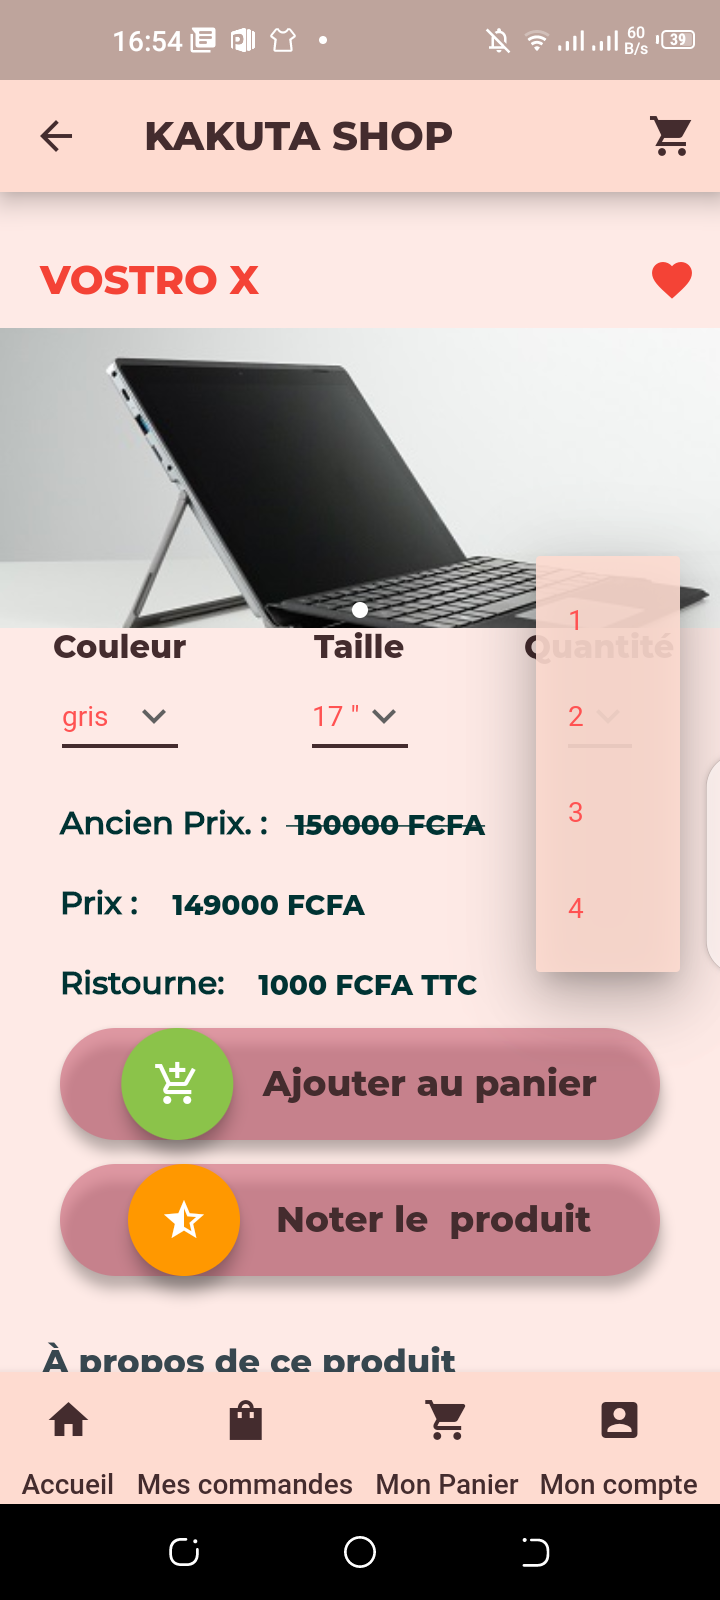 16:54 60 B/s 39
KAKUTA SHOP
VOSTRO X
1
Couleur Taille Quantité
gris 17 " 2
3
Ancien Prix. : 150000 FCFA
Prix : 149000 FCFA
4
Ristourne: 1000 FCFA TTC
Ajouter au panier
Noter le produit
À propos de ce produit
Accueil Mes commandes Mon Panier Mon compte